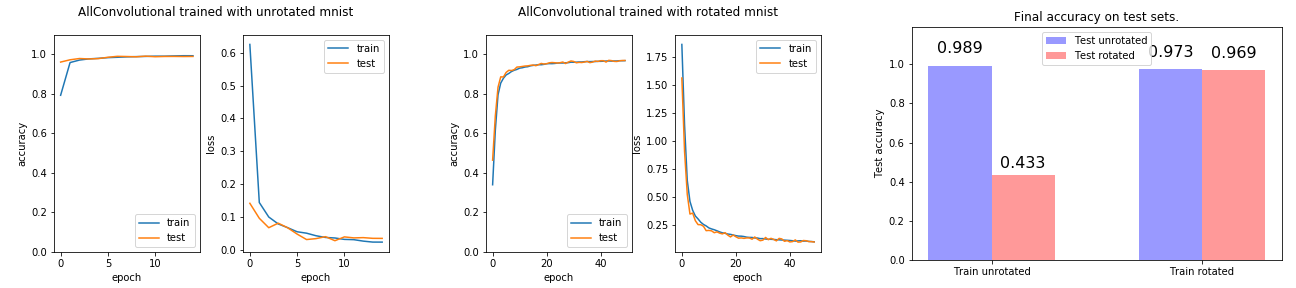 AllConvolutional trained with unrotated mnist
accuracy
1.0
0.8
0.6
0.4
0.2
0.0
0
5
10
epoch
train
test
loss
0.6
0.5
0.4
0.3
0.2
0.1
0.0
0
5
10
epoch
train
test
AllConvolutional trained with rotated mnist
accuracy
1.0
0.8
0.6
0.4
0.2
0.0
0
20
40
epoch
train
test
loss
1.75
1.50
1.25
1.00
0.75
0.50
0.25
0
20
40
epoch
train
test
Final accuracy on test sets.
Test accuracy
1.0
0.8
0.6
0.4
0.2
0.0
Test unrotated
Test rotated
0.989
0.433
0.973
0.969
Train unrotated
Train rotated